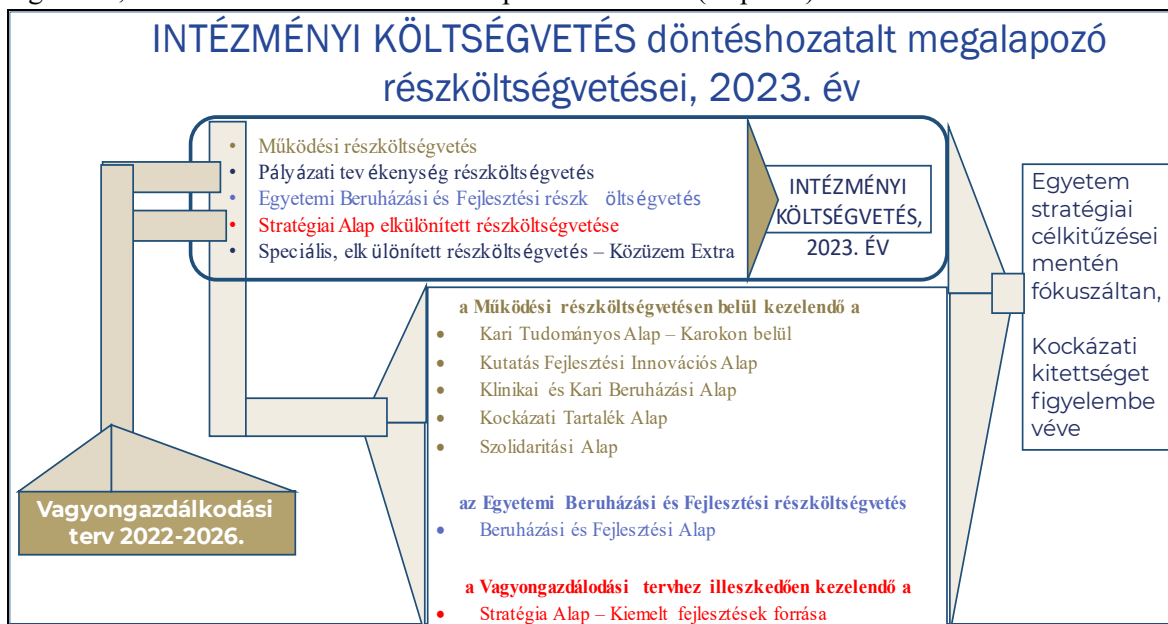 INTÉZMÉNYI KÖLTSÉGVETÉS döntéshozatalt megalapozó
részköltségvetései, 2023. év
• Működési részköltségvetés
• Pályázati tev ékenység részköltségvetés
• Egyetemi Beruházási és Fejlesztési részk öltségvetés
• Stratégiai Alap elkülönített részköltségvetése
• Speciális, elk ülönített részköltségvetés – Közüzem Extra
INTÉZMÉNYI
KÖLTSÉGVETÉS,
2023. ÉV
Egyetem
stratégiai
célkitűzései
mentén
fókuszáltan,
Kockázati
kitettséget
figyelembe
véve
a Működési részköltségvetésen belül kezelendő a
• Kari Tudományos Alap – Karokon belül
• Kutatás Fejlesztési Innovációs Alap
• Klinikai és Kari Beruházási Alap
• Kockázati Tartalék Alap
• Szolidaritási Alap
az Egyetemi Beruházási és Fejlesztési részköltségvetés
• Beruházási és Fejlesztési Alap
a Vagyongazdálodási tervhez illeszkedően kezelendő a
• Stratégia Alap – Kiemelt fejlesztések forrása
Vagyongazdálkodási
terv 2022-2026.